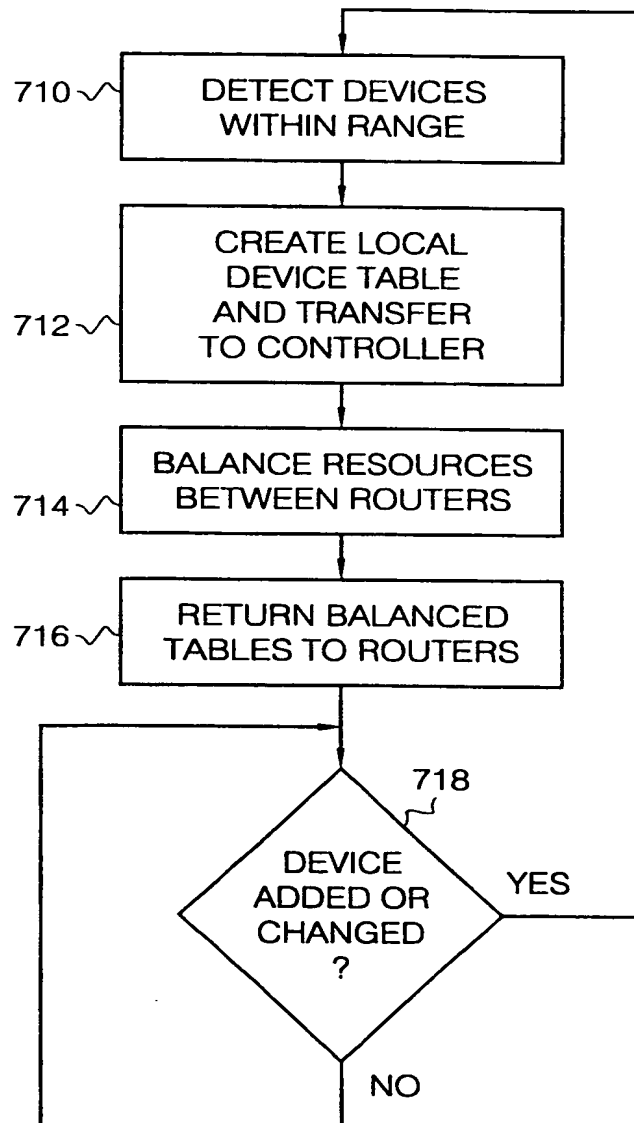 710
DETECT DEVICES
WITHIN RANGE
712
CREATE LOCAL
DEVICE TABLE
AND TRANSFER
TO CONTROLLER
714
BALANCE RESOURCES
BETWEEN ROUTERS
716
RETURN BALANCED
TABLES TO ROUTERS
718
DEVICE
ADDED OR
CHANGED
?
YES
NO